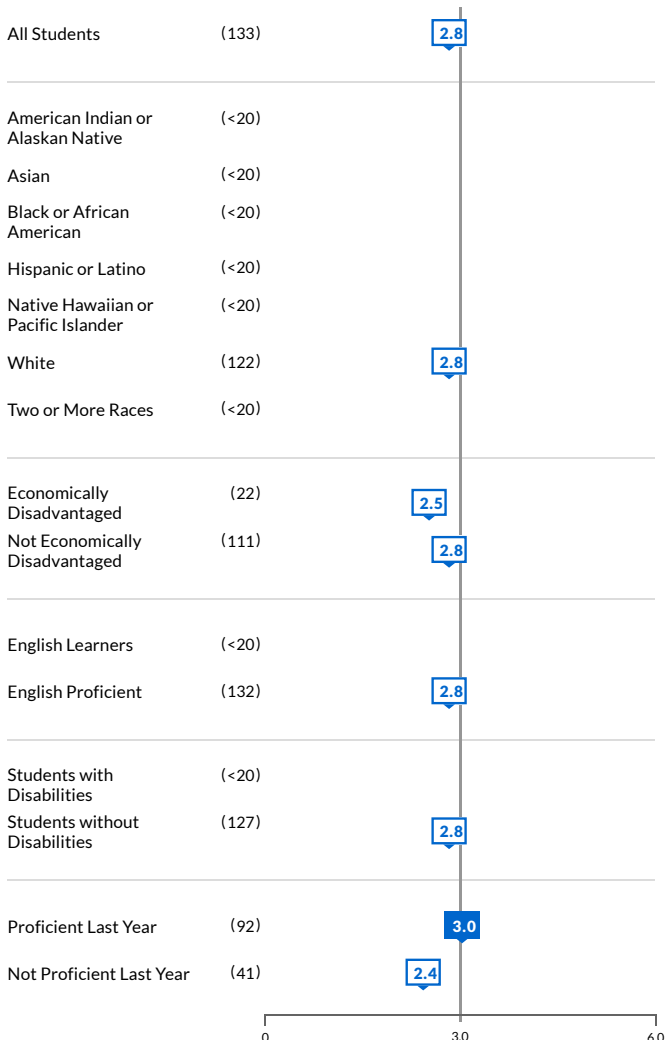 All Students (133) 2.8
American Indian or (<20)
Alaskan Native
Asian (<20)
Black or African (<20)
American
Hispanic or Latino (<20)
Native Hawaiian or (<20)
Pacific Islander
White (122) 2.8
Two or More Races (<20)
Economically (22) 2.5
Disadvantaged
Not Economically (111) 2.8
Disadvantaged
English Learners (<20)
English Proficient (132) 2.8
Students with (<20)
Disabilities
Students without (127) 2.8
Disabilities
Proficient Last Year (92) 3.0
Not Proficient Last Year (41) 2.4
0 3.0 6.0